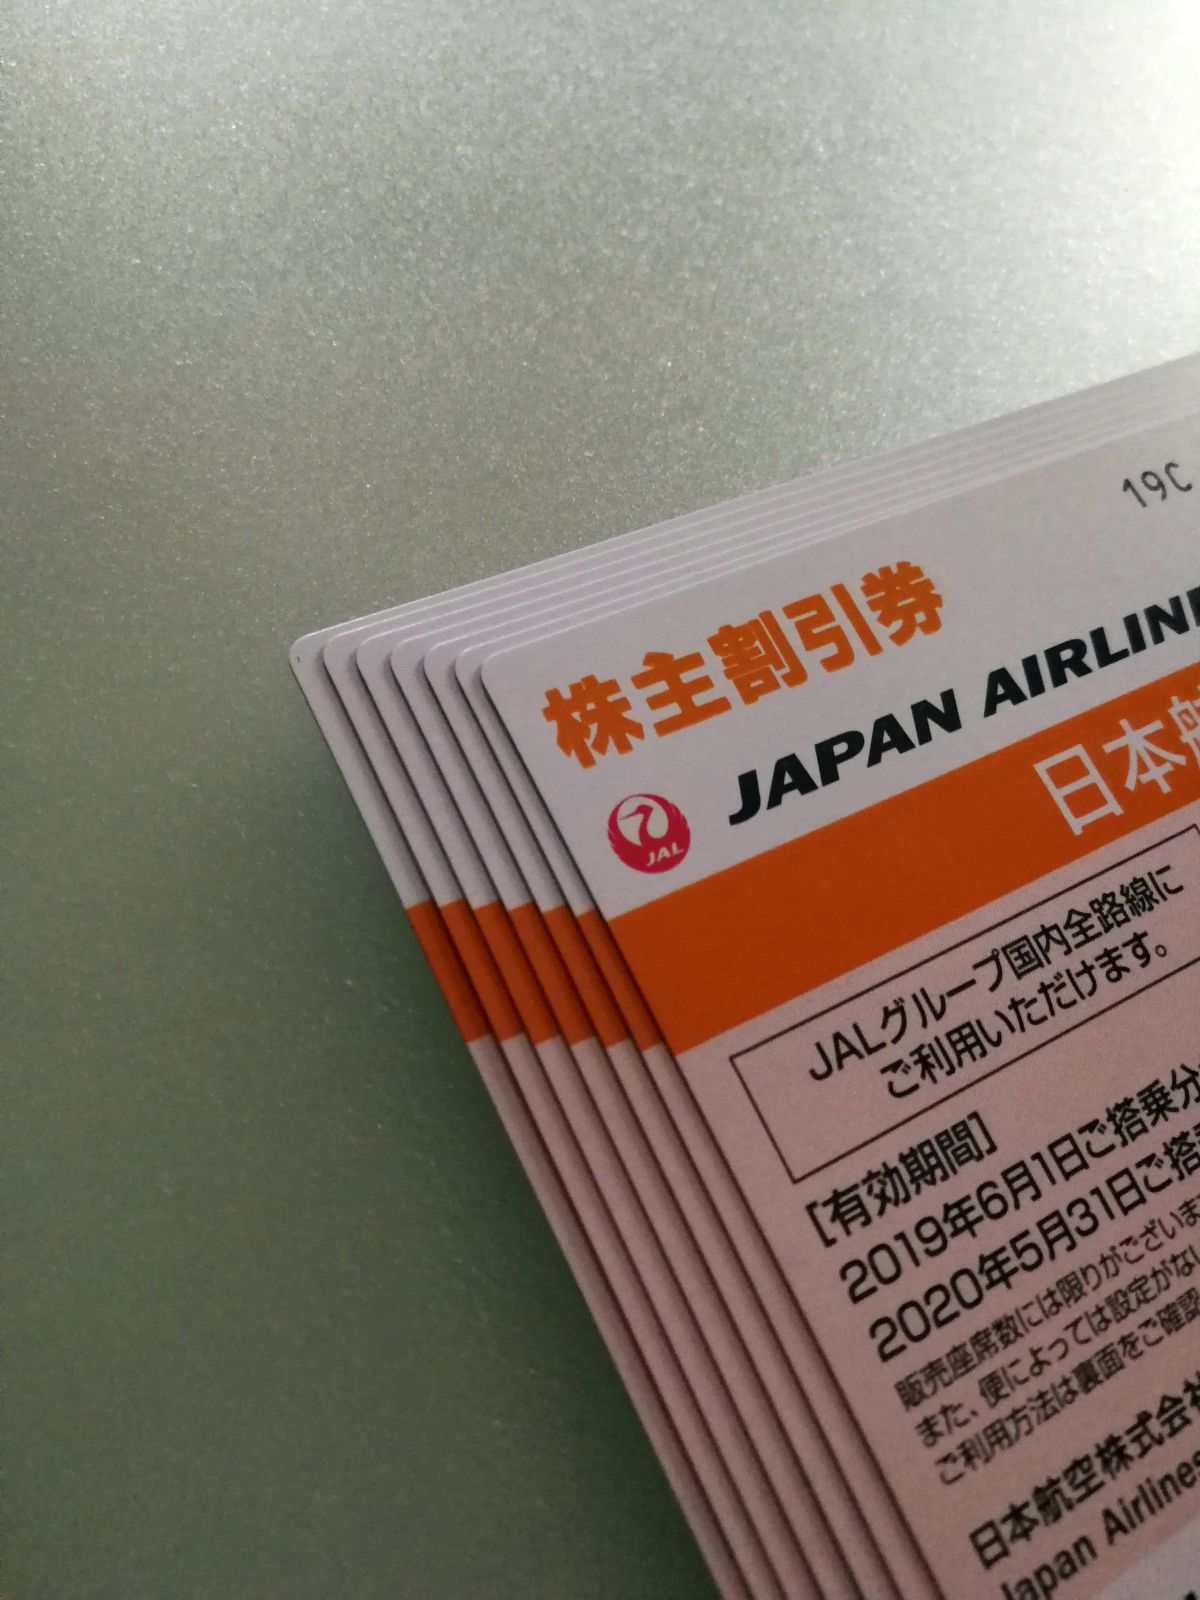 19C
株主割引券
JAPAN AIRLINE
JAL
日本航
JALグループ国内全路線に
ご利用いただけます。
[有効期間]
2019年6月1日ご搭乗分
2020年5月31日ご搭
販売座席数には限りがございま
また、便によっては設定がない
ご利用方法は裏面をご確認
日本航空株式会社
Japan Airlines